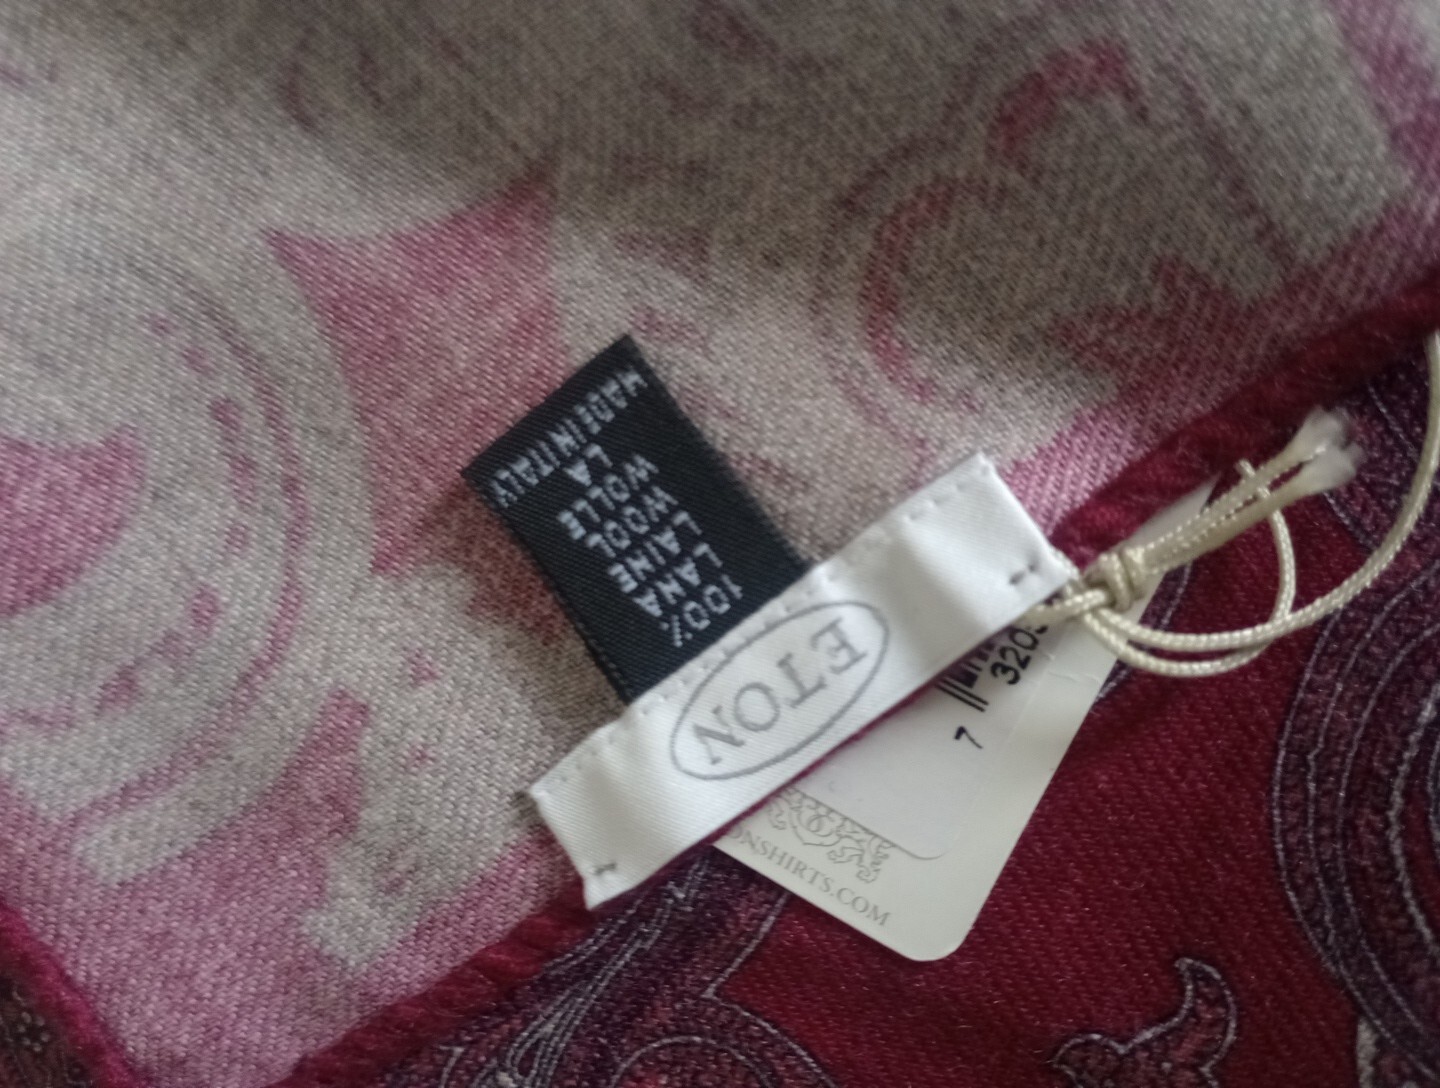 ETON
100%
LANA
LAINE
WOOL
WOLLE
LA
MADE IN ITALY
7
ONSHIRTS.COM